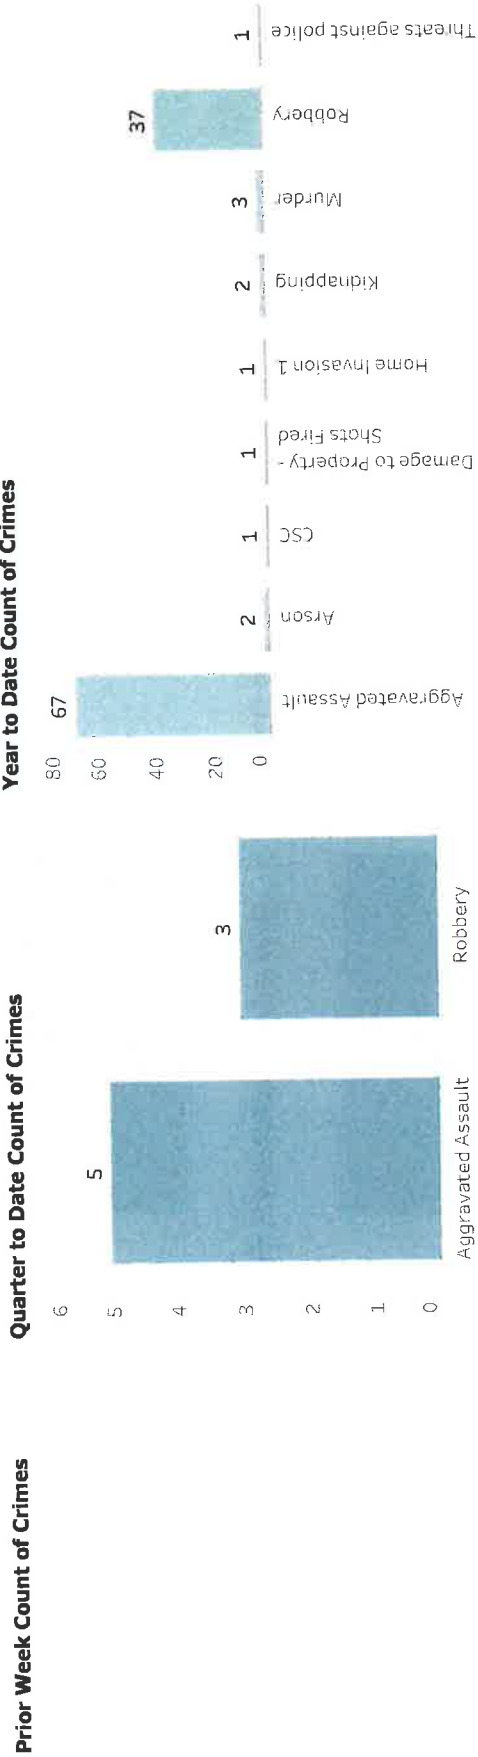 Prior Week Count of Crimes
Quarter to Date Count of Crimes
6
5
4
3
2
1
0
5
3
Aggravated Assault
Robbery
Year to Date Count of Crimes
80
60
40
20
0
67
2
1
1
1
2
3
37
1
Aggravated Assault
Arson
CSC
Damage to Property -
Shots Fired
Home Invasion 1
Kidnapping
Murder
Robbery
Threats against police